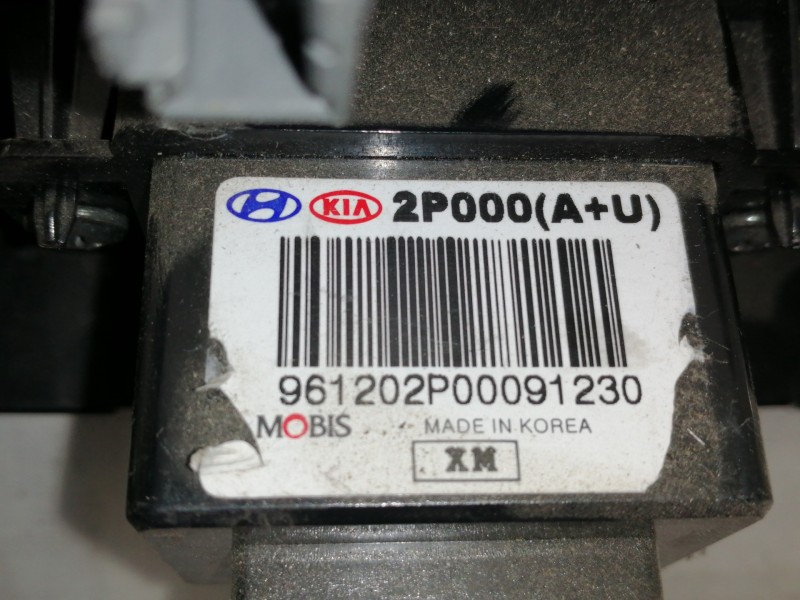 KIA 2P000(A+U)
961202P00091230
MOBIS MADE IN KOREA
XM